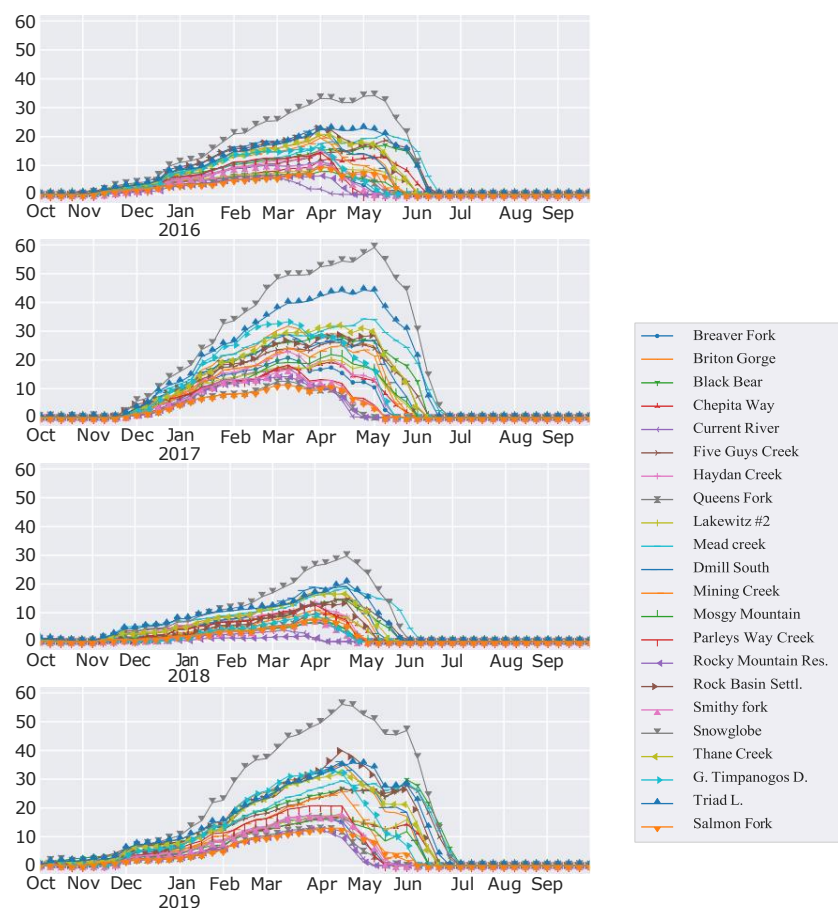 60
50
40
30
20
10
0
Oct Nov Dec Jan Feb Mar Apr May Jun Jul Aug Sep
2016
60
50
40
30
20
10
0
Oct Nov Dec Jan Feb Mar Apr May Jun Jul Aug Sep
2017
60
50
40
30
20
10
0
Oct Nov Dec Jan Feb Mar Apr May Jun Jul Aug Sep
2018
60
50
40
30
20
10
0
Oct Nov Dec Jan Feb Mar Apr May Jun Jul Aug Sep
2019
Breaver Fork
Briton Gorge
Black Bear
Chepita Way
Current River
Five Guys Creek
Haydan Creek
Queens Fork
Lakewitz #2
Mead creek
Dmill South
Mining Creek
Mosgy Mountain
Parleys Way Creek
Rocky Mountain Res.
Rock Basin Settl.
Smithy fork
Snowglobe
Thane Creek
G. Timpanogos D.
Triad L.
Salmon Fork